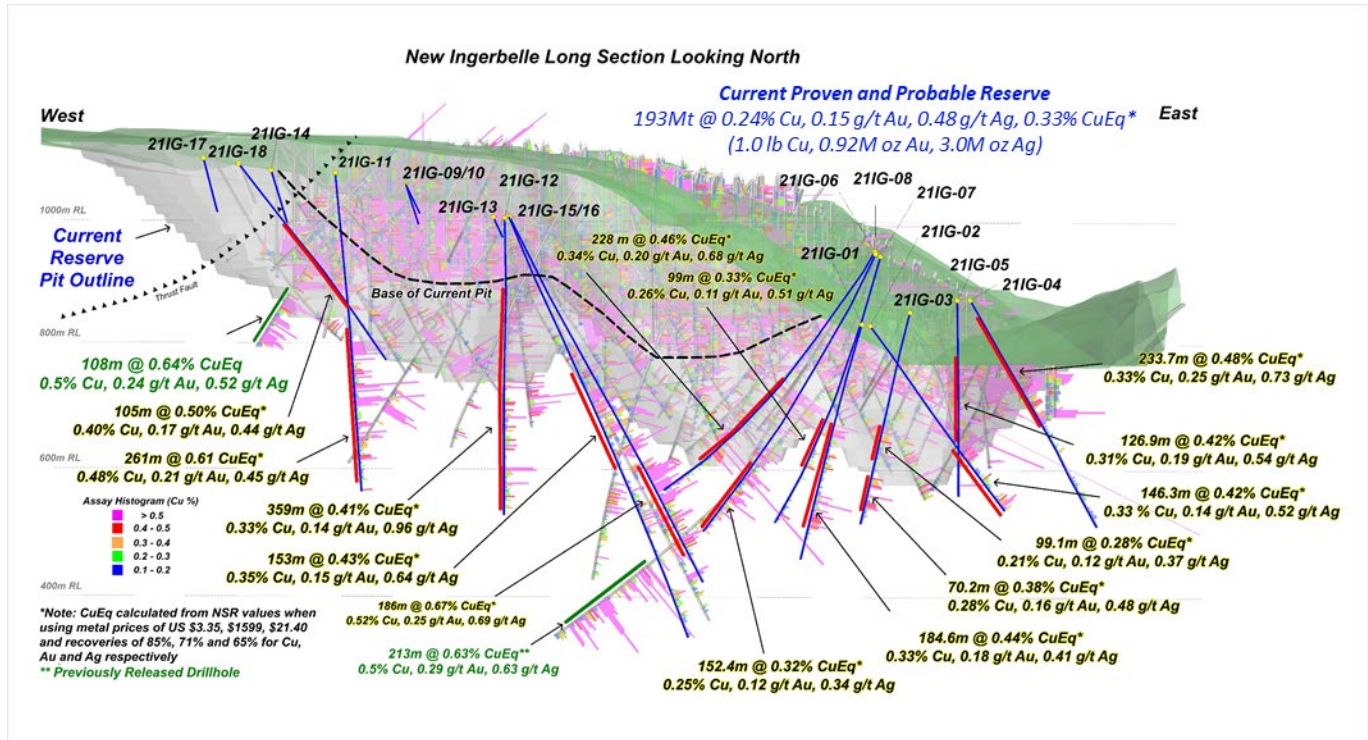 New Ingerbelle Long Section Looking North
Current Proven and Probable Reserve
193Mt @ 0.24% Cu, 0.15 g/t Au, 0.48 g/t Ag, 0.33% CuEq*
(1.0 lb Cu, 0.92M oz Au, 3.0M oz Ag)
West
East
21IG-14
21IG-17
21IG-18
21IG-11
21IG-09/10
21IG-12
21IG-13
21IG-15/16
21IG-06
21IG-08
21IG-07
21IG-02
21IG-01
21IG-05
21IG-04
21IG-03
1000m RL
Current
Reserve
Pit Outline
Thrust Fault
Base of Current Pit
228 m @ 0.46% CuEq*
0.34% Cu, 0.20 g/t Au, 0.68 g/t Ag
99m @ 0.33% CuEq*
0.26% Cu, 0.11 g/t Au, 0.51 g/t Ag
800m RL
108m @ 0.64% CuEq
0.5% Cu, 0.24 g/t Au, 0.52 g/t Ag
105m @ 0.50% CuEq*
0.40% Cu, 0.17 g/t Au, 0.44 g/t Ag
261m @ 0.61 CuEq*
0.48% Cu, 0.21 g/t Au, 0.45 g/t Ag
600m RL
Assay Histogram (Cu %)
> 0.5
0.4 - 0.5
0.3 - 0.4
0.2 - 0.3
0.1 - 0.2
359m @ 0.41% CuEq*
0.33% Cu, 0.14 g/t Au, 0.96 g/t Ag
153m @ 0.43% CuEq*
0.35% Cu, 0.15 g/t Au, 0.64 g/t Ag
186m @ 0.67% CuEq*
0.52% Cu, 0.25 g/t Au, 0.69 g/t Ag
213m @ 0.63% CuEq**
0.5% Cu, 0.29 g/t Au, 0.63 g/t Ag
233.7m @ 0.48% CuEq*
0.33% Cu, 0.25 g/t Au, 0.73 g/t Ag
126.9m @ 0.42% CuEq*
0.31% Cu, 0.19 g/t Au, 0.54 g/t Ag
146.3m @ 0.42% CuEq*
0.33 % Cu, 0.14 g/t Au, 0.52 g/t Ag
99.1m @ 0.28% CuEq*
0.21% Cu, 0.12 g/t Au, 0.37 g/t Ag
70.2m @ 0.38% CuEq*
0.28% Cu, 0.16 g/t Au, 0.48 g/t Ag
184.6m @ 0.44% CuEq*
0.33% Cu, 0.18 g/t Au, 0.41 g/t Ag
152.4m @ 0.32% CuEq*
0.25% Cu, 0.12 g/t Au, 0.34 g/t Ag
400m RL
*Note: CuEq calculated from NSR values when
using metal prices of US $3.35, $1599, $21.40
and recoveries of 85%, 71% and 65% for Cu,
Au and Ag respectively
** Previously Released Drillhole